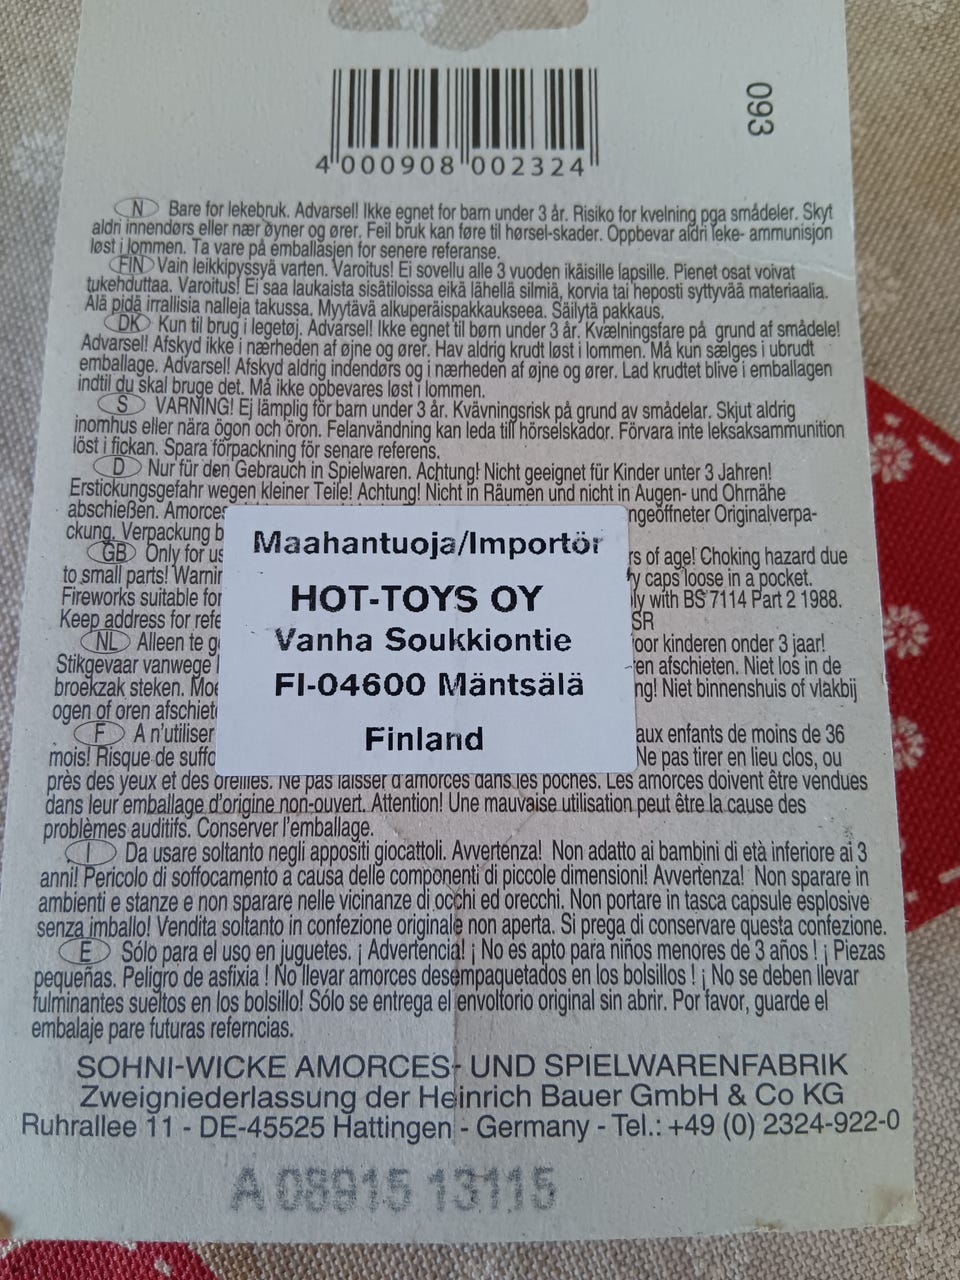 4 000908 002324
093
N Bare for lekebruk. Advarsel! Ikke egnet for barn under 3 år. Risiko for kvelning pga smådeler. Skyt
aldri innendørs eller nær øyner og ører. Feil bruk kan føre til hørsel-skader. Oppbevar aldri leke- ammunisjon
løst i lommen. Ta vare på emballasjen for senere referanse.
FIN Vain leikkipyssyä varten. Varoitus! Ei sovellu alle 3 vuoden ikäisille lapsille. Pienet osat voivat
tukehduttaa. Varoitus! Ei saa laukaista sisätiloissa eikä lähellä silmiä, korvia tai heposti syttyvää materiaalia.
Älä pidä irrallisia nalleja takussa. Myytävä alkuperäispakkaukseea. Säilytä pakkaus.
DK Kun til brug i legetøj. Advarsel! Ikke egnet til børn under 3 år. Kvælningsfare på grund af smådele!
Advarsel! Afskyd ikke i nærheden af øjne og ører. Hav aldrig krudt løst i lommen. Må kun sælges i ubrudt
emballage. Advarsel! Afskyd aldrig indendørs og i nærheden af øjne og ører. Lad krudtet blive i emballagen
indtil du skal bruge det. Må ikke opbevares løst i lommen.
S VARNING! Ej lämplig för barn under 3 år. Kvävningsrisk på grund av smådelar. Skjut aldrig
inomhus eller nära ögon och öron. Felanvändning kan leda till hörselskador. Förvara inte leksaksammunition
löst i fickan. Spara förpackning för senare referens.
D Nur für den Gebrauch in Spielwaren. Achtung! Nicht geeignet für Kinder unter 3 Jahren!
Erstickungsgefahr wegen kleiner Teile! Achtung! Nicht in Räumen und nicht in Augen- und Ohrnähe
abschießen. Amorces ngeöffneter Originalverpa-
ckung. Verpackung b
GB Only for us rs of age! Choking hazard due
to small parts! Warnin y caps loose in a pocket.
Fireworks suitable for ly with BS 7114 Part 2 1988.
Keep address for refe SR
NL Alleen te g oor kinderen onder 3 jaar!
Stikgevaar vanwege en afschieten. Niet los in de
broekzak steken. Moe ng! Niet binnenshuis of vlakbij
ogen of oren afschiet
F A n'utiliser aux enfants de moins de 36
mois! Risque de suffo Ne pas tirer en lieu clos, ou
près des yeux et des oreilles. Ne pas laisser d'amorces dans les poches. Les amorces doivent être vendues
dans leur emballage d'origine non-ouvert. Attention! Une mauvaise utilisation peut être la cause des
problèmes auditifs. Conserver l'emballage.
I Da usare soltanto negli appositi giocattoli. Avvertenza! Non adatto ai bambini di età inferiore ai 3
anni! Pericolo di soffocamento a causa delle componenti di piccole dimensioni! Avvertenza! Non sparare in
ambienti e stanze e non sparare nelle vicinanze di occhi ed orecchi. Non portare in tasca capsule esplosive
senza imballo! Vendita soltanto in confezione originale non aperta. Si prega di conservare questa confezione.
E Sólo para el uso en juguetes. ¡ Advertencia! ¡ No es apto para niños menores de 3 años ! ¡ Piezas
pequeñas. Peligro de asfixia ! No llevar amorces desempaquetados en los bolsillos ! ¡ No se deben llevar
fulminantes sueltos en los bolsillo! Sólo se entrega el envoltorio original sin abrir. Por favor, guarde el
embalaje pare futuras referncias.
Maahantuoja/Importör
HOT-TOYS OY
Vanha Soukkiontie
FI-04600 Mäntsälä
Finland
SOHNI-WICKE AMORCES- UND SPIELWARENFABRIK
Zweigniederlassung der Heinrich Bauer GmbH & Co KG
Ruhrallee 11 - DE-45525 Hattingen - Germany - Tel.: +49 (0) 2324-922-0
A 08915 13115